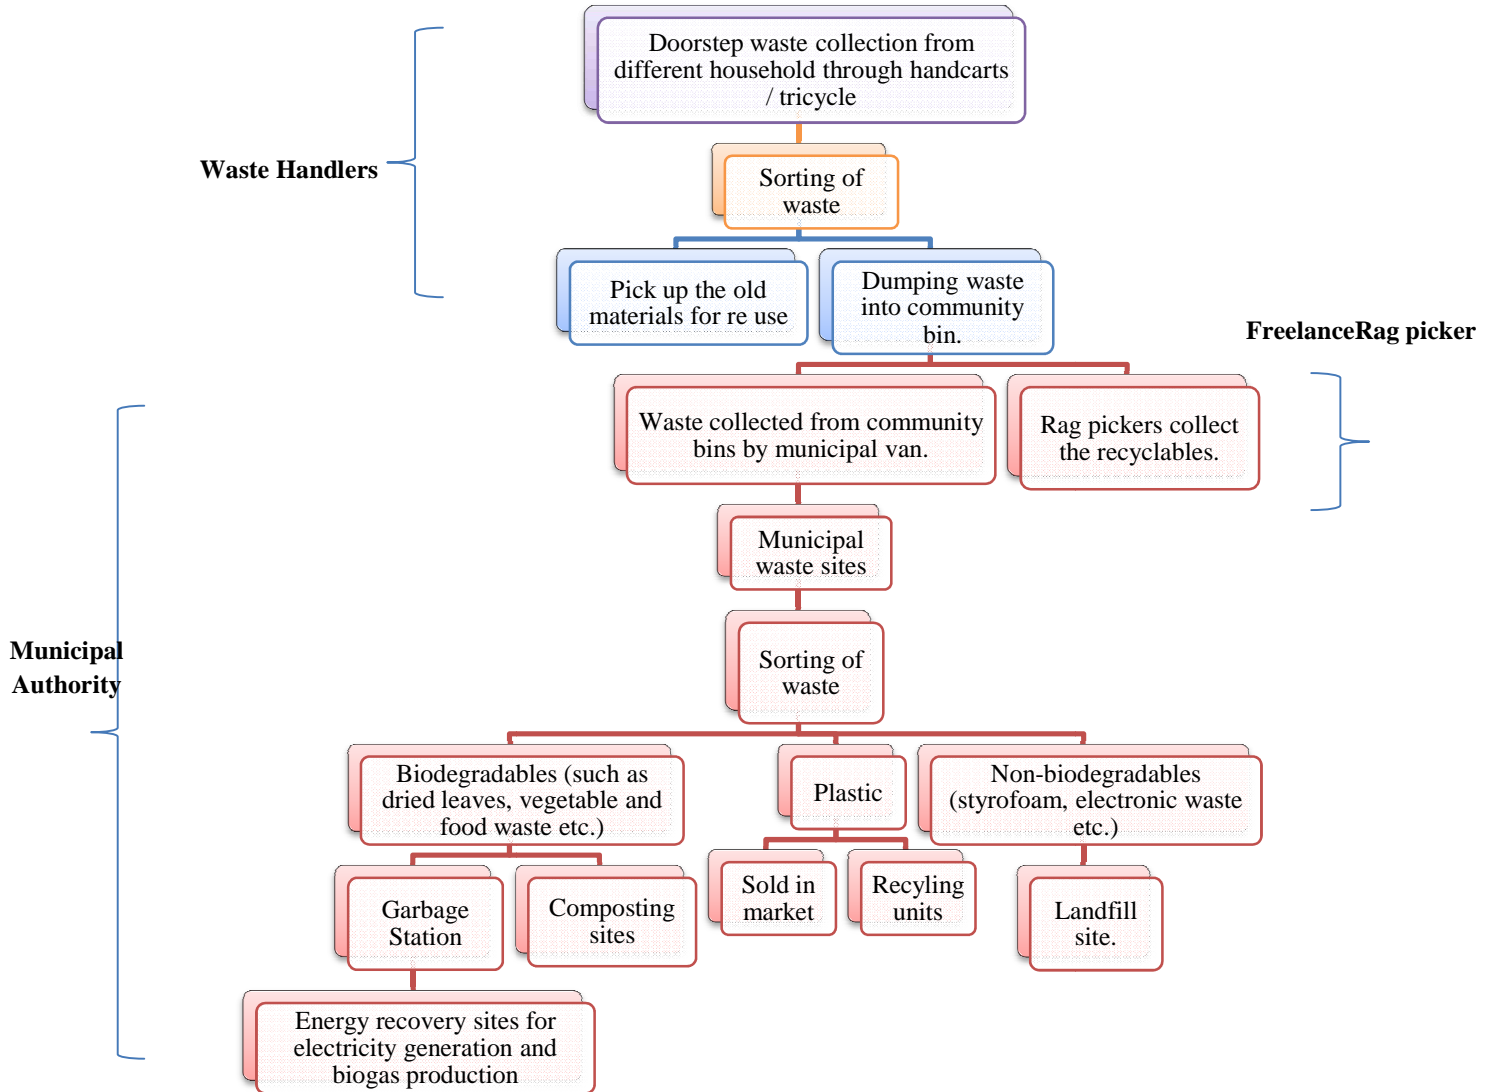 Doorstep waste collection from
different household through handcarts
/ tricycle
Waste Handlers
Sorting of
waste
Pick up the old
materials for re use
Dumping waste
into community
bin.
FreelanceRag picker
Waste collected from community
bins by municipal van.
Rag pickers collect
the recyclables.
Municipal
waste sites
Municipal
Authority
Sorting of
waste
Biodegradables (such as
dried leaves, vegetable and
food waste etc.)
Plastic
Non-biodegradables
(styrofoam, electronic waste
etc.)
Garbage
Station
Composting
sites
Sold in
market
Recyling
units
Landfill
site.
Energy recovery sites for
electricity generation and
biogas production